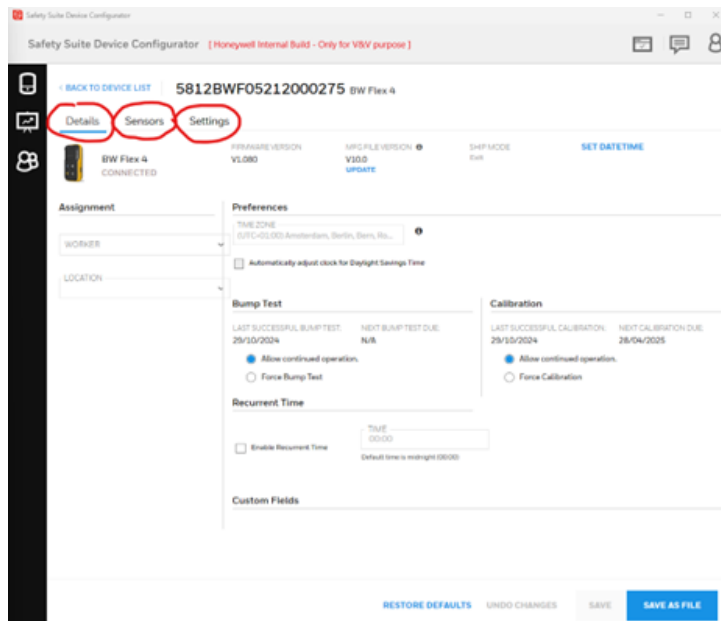 Safety Suite Device Configurator
Safety Suite Device Configurator [ Honeywell Internal Build - Only for V&V purpose ]
< BACK TO DEVICE LIST 5812BWF05212000275 BW Flex 4
Details Sensors Settings
BW Flex 4
CONNECTED
FIRMWARE VERSION
V1.080
MFG FILE VERSION
V10.0
UPDATE
SHIP MODE
Exit
SET DATETIME
Assignment
WORKER
LOCATION
Preferences
TIME ZONE
(UTC+01:00) Amsterdam, Berlin, Bern, Ro...
Automatically adjust clock for Daylight Savings Time
Bump Test
LAST SUCCESSFUL BUMP TEST: NEXT BUMP TEST DUE:
29/10/2024 N/A
Allow continued operation.
Force Bump Test
Calibration
LAST SUCCESSFUL CALIBRATION: NEXT CALIBRATION DUE:
29/10/2024 28/04/2025
Allow continued operation.
Force Calibration
Recurrent Time
Enable Recurrent Time
TIME
00:00
Default time is midnight (00:00)
Custom Fields
RESTORE DEFAULTS UNDO CHANGES SAVE SAVE AS FILE